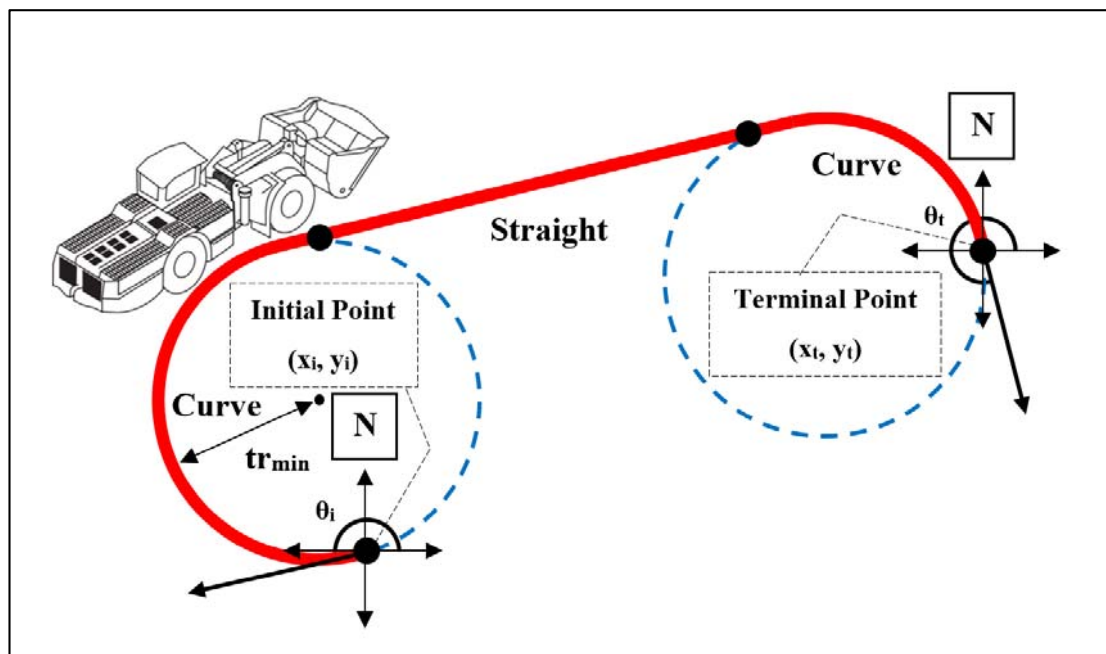 N
Curve
θₜ
Straight
Terminal Point
(xₜ, yₜ)
Initial Point
(xᵢ, yᵢ)
Curve
N
trₘᵢₙ
θᵢ